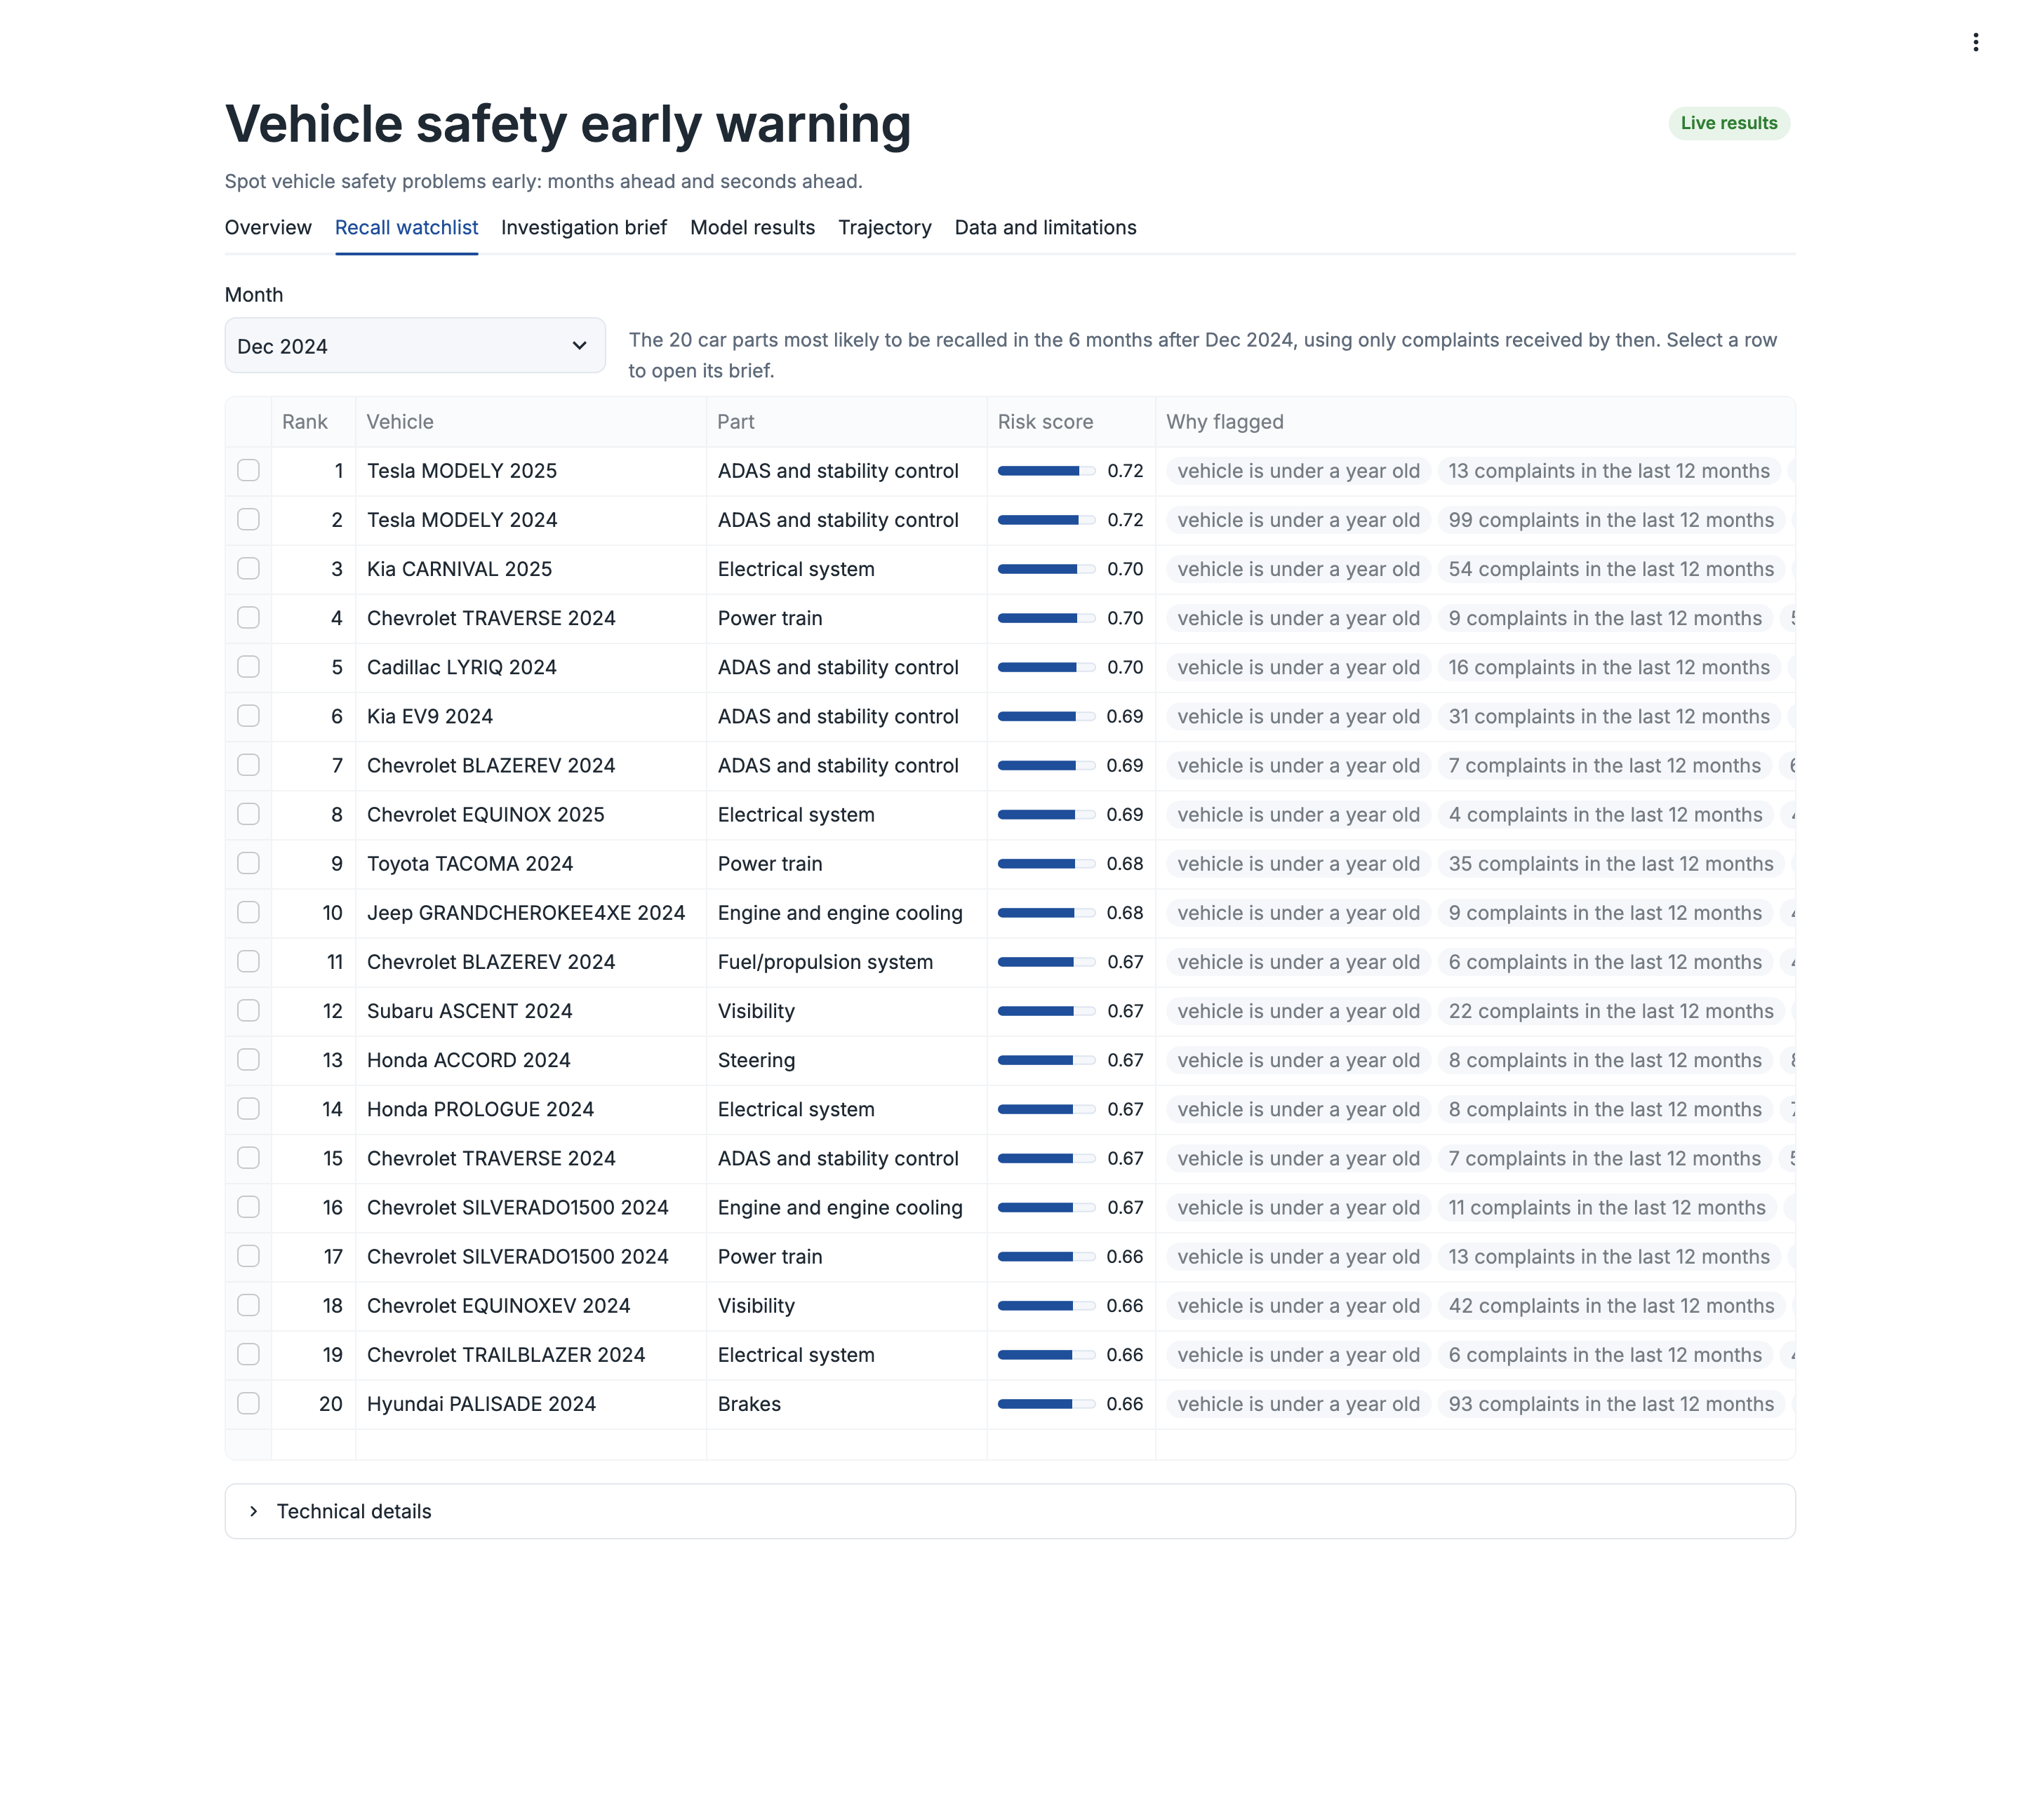 Vehicle safety early warning
Live results
Spot vehicle safety problems early: months ahead and seconds ahead.
Overview Recall watchlist Investigation brief Model results Trajectory Data and limitations
Month
Dec 2024
The 20 car parts most likely to be recalled in the 6 months after Dec 2024, using only complaints received by then. Select a row
to open its brief.
Rank Vehicle Part Risk score Why flagged
1 Tesla MODELY 2025 ADAS and stability control 0.72 vehicle is under a year old 13 complaints in the last 12 months
2 Tesla MODELY 2024 ADAS and stability control 0.72 vehicle is under a year old 99 complaints in the last 12 months
3 Kia CARNIVAL 2025 Electrical system 0.70 vehicle is under a year old 54 complaints in the last 12 months
4 Chevrolet TRAVERSE 2024 Power train 0.70 vehicle is under a year old 9 complaints in the last 12 months
5 Cadillac LYRIQ 2024 ADAS and stability control 0.70 vehicle is under a year old 16 complaints in the last 12 months
6 Kia EV9 2024 ADAS and stability control 0.69 vehicle is under a year old 31 complaints in the last 12 months
7 Chevrolet BLAZEREV 2024 ADAS and stability control 0.69 vehicle is under a year old 7 complaints in the last 12 months
8 Chevrolet EQUINOX 2025 Electrical system 0.69 vehicle is under a year old 4 complaints in the last 12 months
9 Toyota TACOMA 2024 Power train 0.68 vehicle is under a year old 35 complaints in the last 12 months
10 Jeep GRANDCHEROKEE4XE 2024 Engine and engine cooling 0.68 vehicle is under a year old 9 complaints in the last 12 months
11 Chevrolet BLAZEREV 2024 Fuel/propulsion system 0.67 vehicle is under a year old 6 complaints in the last 12 months
12 Subaru ASCENT 2024 Visibility 0.67 vehicle is under a year old 22 complaints in the last 12 months
13 Honda ACCORD 2024 Steering 0.67 vehicle is under a year old 8 complaints in the last 12 months
14 Honda PROLOGUE 2024 Electrical system 0.67 vehicle is under a year old 8 complaints in the last 12 months
15 Chevrolet TRAVERSE 2024 ADAS and stability control 0.67 vehicle is under a year old 7 complaints in the last 12 months
16 Chevrolet SILVERADO1500 2024 Engine and engine cooling 0.67 vehicle is under a year old 11 complaints in the last 12 months
17 Chevrolet SILVERADO1500 2024 Power train 0.66 vehicle is under a year old 13 complaints in the last 12 months
18 Chevrolet EQUINOXEV 2024 Visibility 0.66 vehicle is under a year old 42 complaints in the last 12 months
19 Chevrolet TRAILBLAZER 2024 Electrical system 0.66 vehicle is under a year old 6 complaints in the last 12 months
20 Hyundai PALISADE 2024 Brakes 0.66 vehicle is under a year old 93 complaints in the last 12 months
Technical details